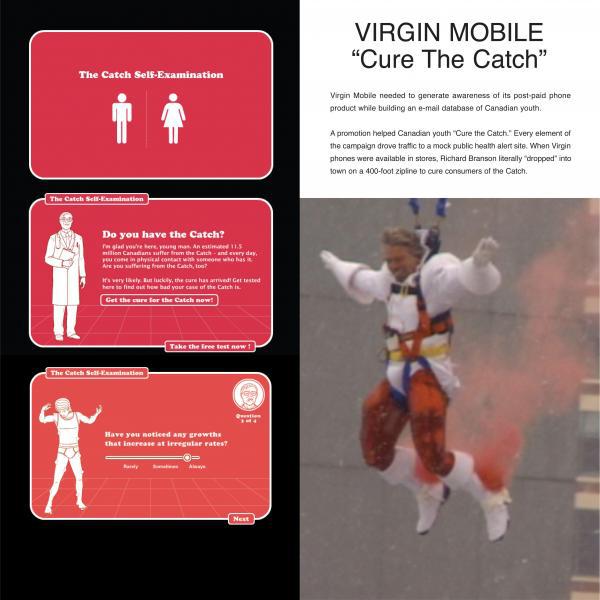 The Catch Self-Examination
The Catch Self-Examination
Do you have the Catch?
I'm glad you're here, young man. An estimated 11.5
million Canadians suffer from the Catch - and every day,
you come in physical contact with someone who has it.
Are you suffering from the Catch, too?
It's very likely. But luckily, the cure has arrived! Get tested
here to find out how bad your case of the Catch is.
Get the cure for the Catch now!
Take the free test now !
The Catch Self-Examination
Question
3 of 4
Have you noticed any growths
that increase at irregular rates?
Rarely Sometimes Always
Next
VIRGIN MOBILE
“Cure The Catch”
Virgin Mobile needed to generate awareness of its post-paid phone
product while building an e-mail database of Canadian youth.
A promotion helped Canadian youth “Cure the Catch.” Every element of
the campaign drove traffic to a mock public health alert site. When Virgin
phones were available in stores, Richard Branson literally “dropped” into
town on a 400-foot zipline to cure consumers of the Catch.